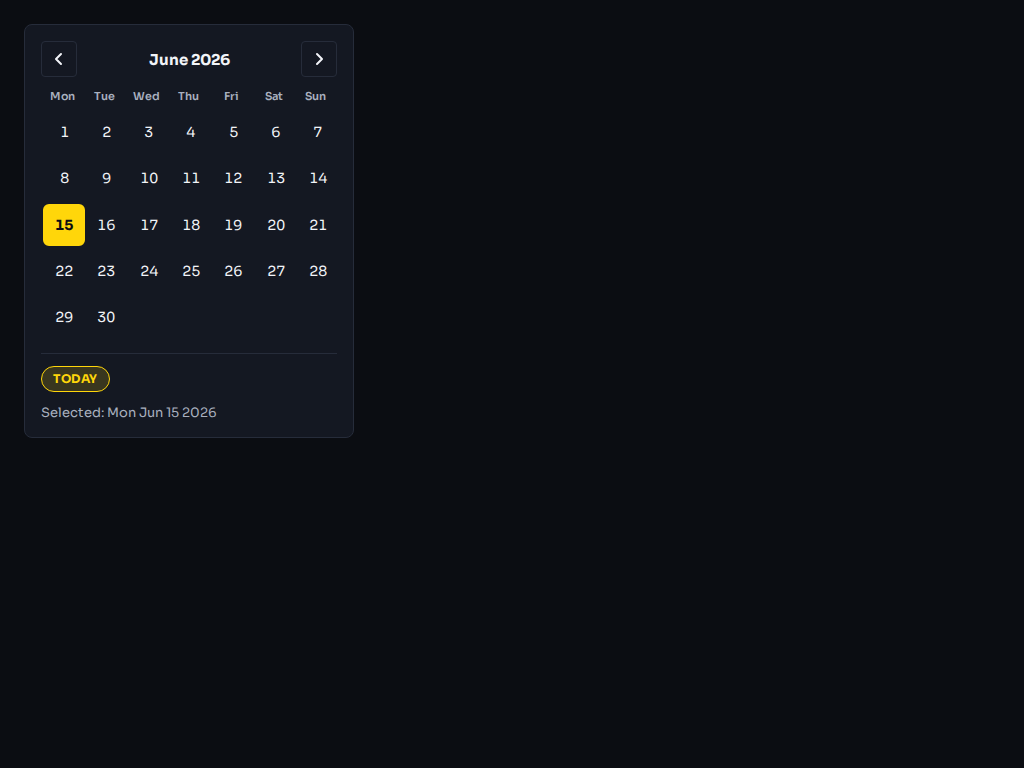 June 2026
Mon Tue Wed Thu Fri Sat Sun
1 2 3 4 5 6 7
8 9 10 11 12 13 14
15 16 17 18 19 20 21
22 23 24 25 26 27 28
29 30
TODAY
Selected: Mon Jun 15 2026